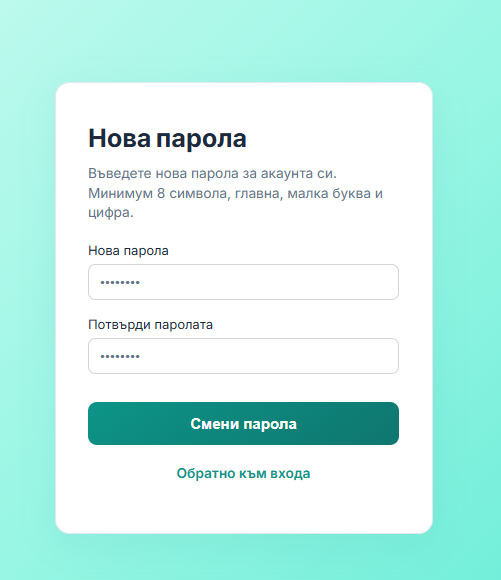 Нова парола
Въведете нова парола за акаунта си.
Минимум 8 символа, главна, малка буква и
цифра.
Нова парола
••••••••
Потвърди паролата
••••••••
Смени парола
Обратно към входа